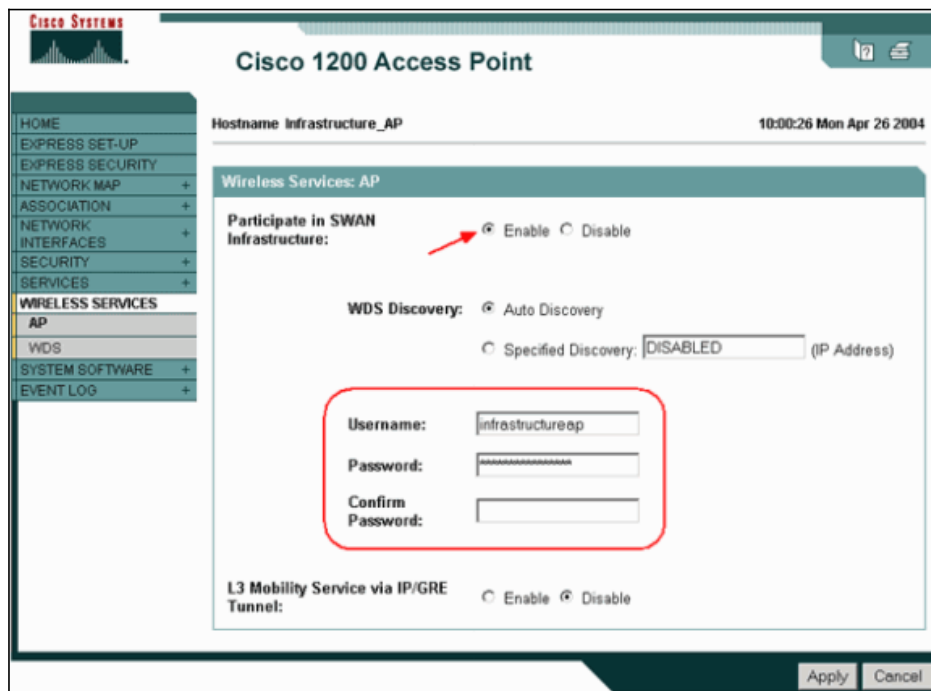 CISCO SYSTEMS
Cisco 1200 Access Point
HOME
EXPRESS SET-UP
EXPRESS SECURITY
NETWORK MAP +
ASSOCIATION +
NETWORK
INTERFACES +
SECURITY +
SERVICES +
WIRELESS SERVICES
AP
WDS
SYSTEM SOFTWARE +
EVENT LOG +
Hostname Infrastructure_AP
10:00:26 Mon Apr 26 2004
Wireless Services: AP
Participate in SWAN
Infrastructure:
Enable Disable
WDS Discovery: Auto Discovery
Specified Discovery: DISABLED (IP Address)
Username: infrastructureap
Password: ****************
Confirm
Password:
L3 Mobility Service via IP/GRE
Tunnel:
Enable Disable
Apply Cancel